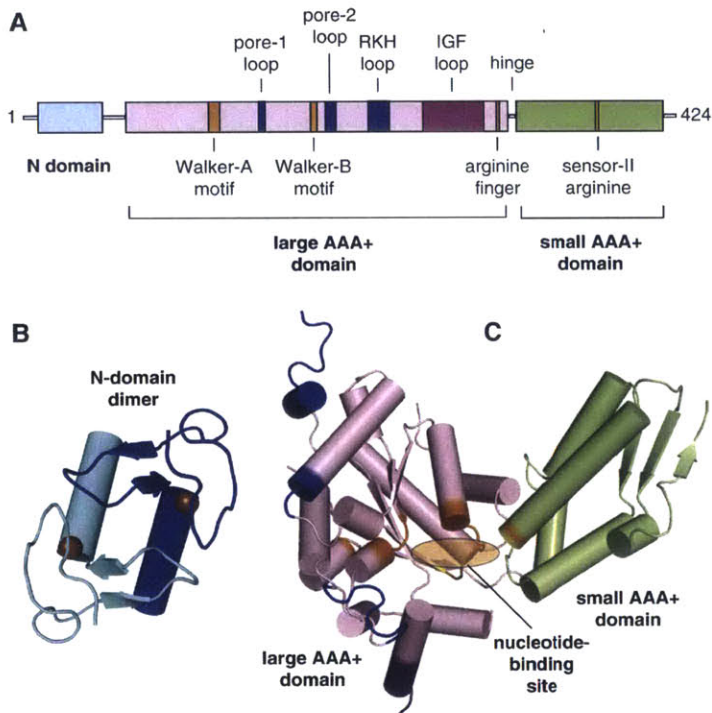 A
pore-1
loop
pore-2
loop
RKH
loop
IGF
loop
hinge
1
424
N domain
Walker-A
motif
Walker-B
motif
arginine
finger
sensor-II
arginine
large AAA+
domain
small AAA+
domain
B
N-domain
dimer
C
large AAA+
domain
nucleotide-
binding
site
small AAA+
domain